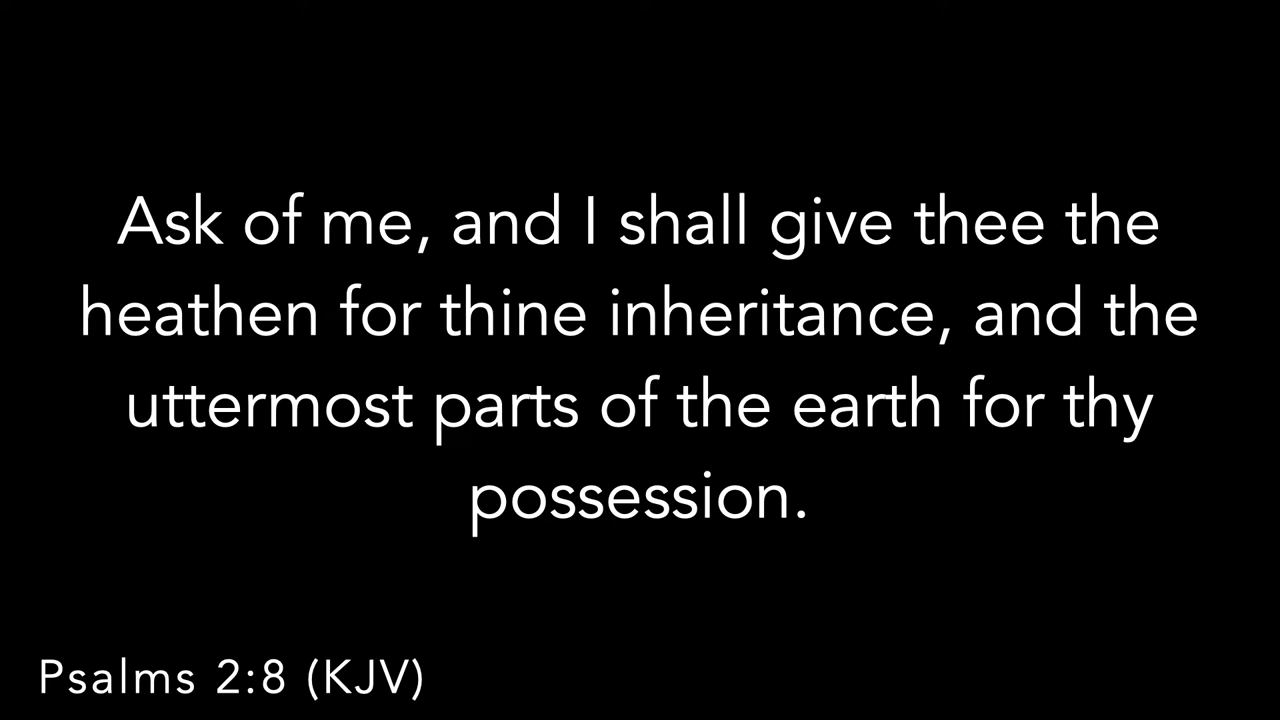 Ask of me, and I shall give thee the
heathen for thine inheritance, and the
uttermost parts of the earth for thy
possession.
Psalms 2:8 (KJV)